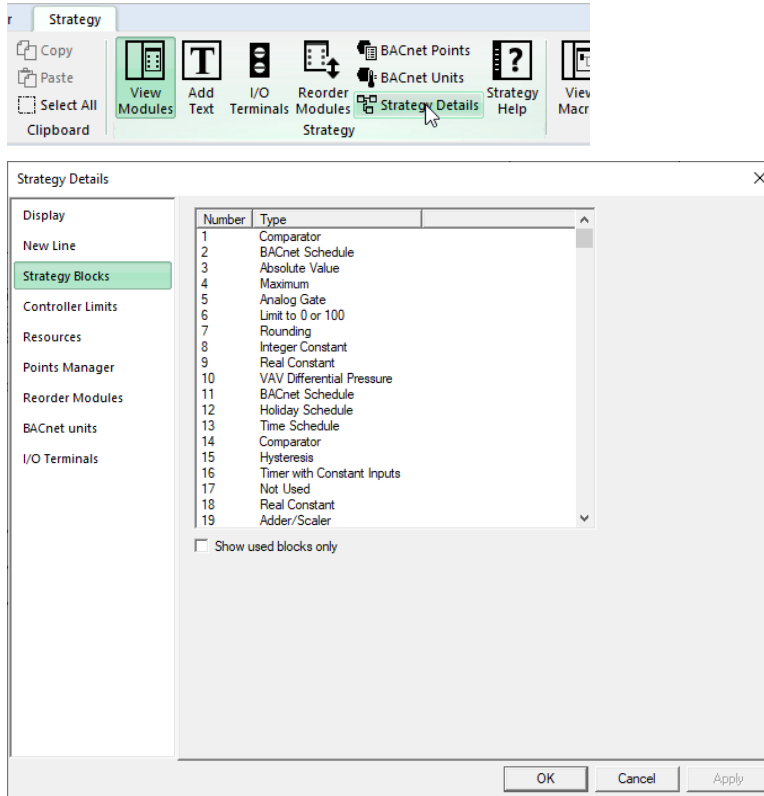 r Strategy
Copy
Paste
Select All
Clipboard
View Modules
Add Text
I/O Terminals
Reorder Modules
BACnet Points
BACnet Units
Strategy Details
Strategy Help
Strategy
View
Macr
Strategy Details
Display
New Line
Strategy Blocks
Controller Limits
Resources
Points Manager
Reorder Modules
BACnet units
I/O Terminals
Number Type
1 Comparator
2 BACnet Schedule
3 Absolute Value
4 Maximum
5 Analog Gate
6 Limit to 0 or 100
7 Rounding
8 Integer Constant
9 Real Constant
10 VAV Differential Pressure
11 BACnet Schedule
12 Holiday Schedule
13 Time Schedule
14 Comparator
15 Hysteresis
16 Timer with Constant Inputs
17 Not Used
18 Real Constant
19 Adder/Scaler
Show used blocks only
OK Cancel Apply